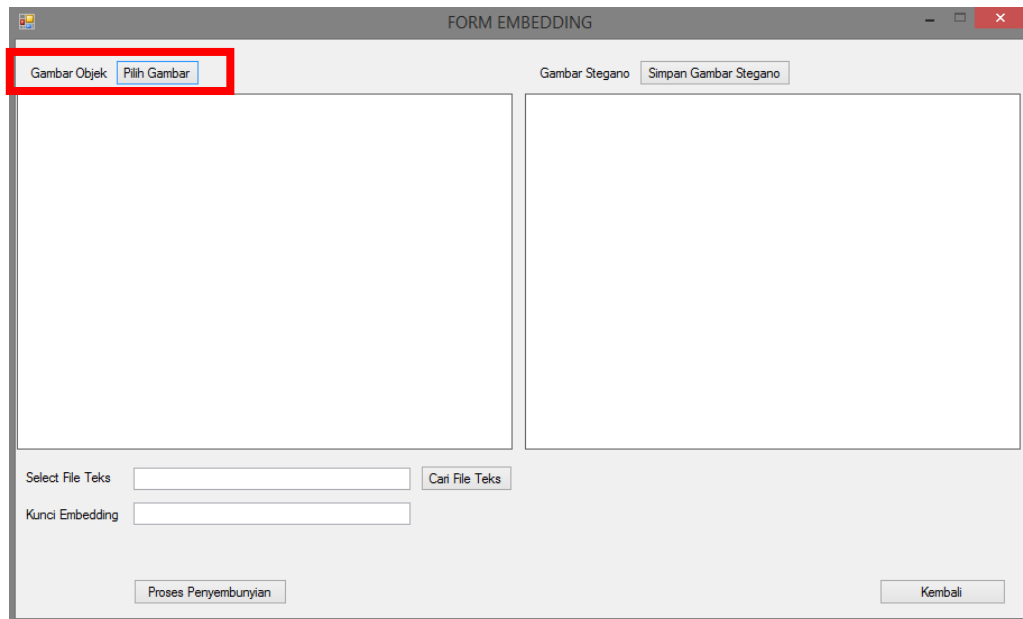 FORM EMBEDDING
Gambar Objek Pilih Gambar Gambar Stegano Simpan Gambar Stegano
Select File Teks Cari File Teks
Kunci Embedding
Proses Penyembunyian Kembali